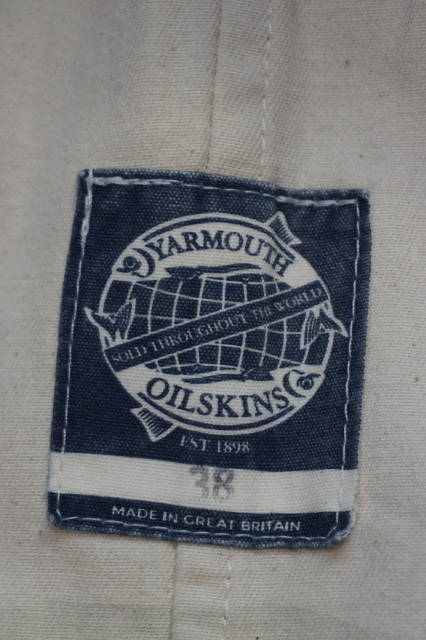 YARMOUTH
SOLD THROUGHOUT THE WORLD
OILSKINS
EST 1898
38
MADE IN GREAT BRITAIN